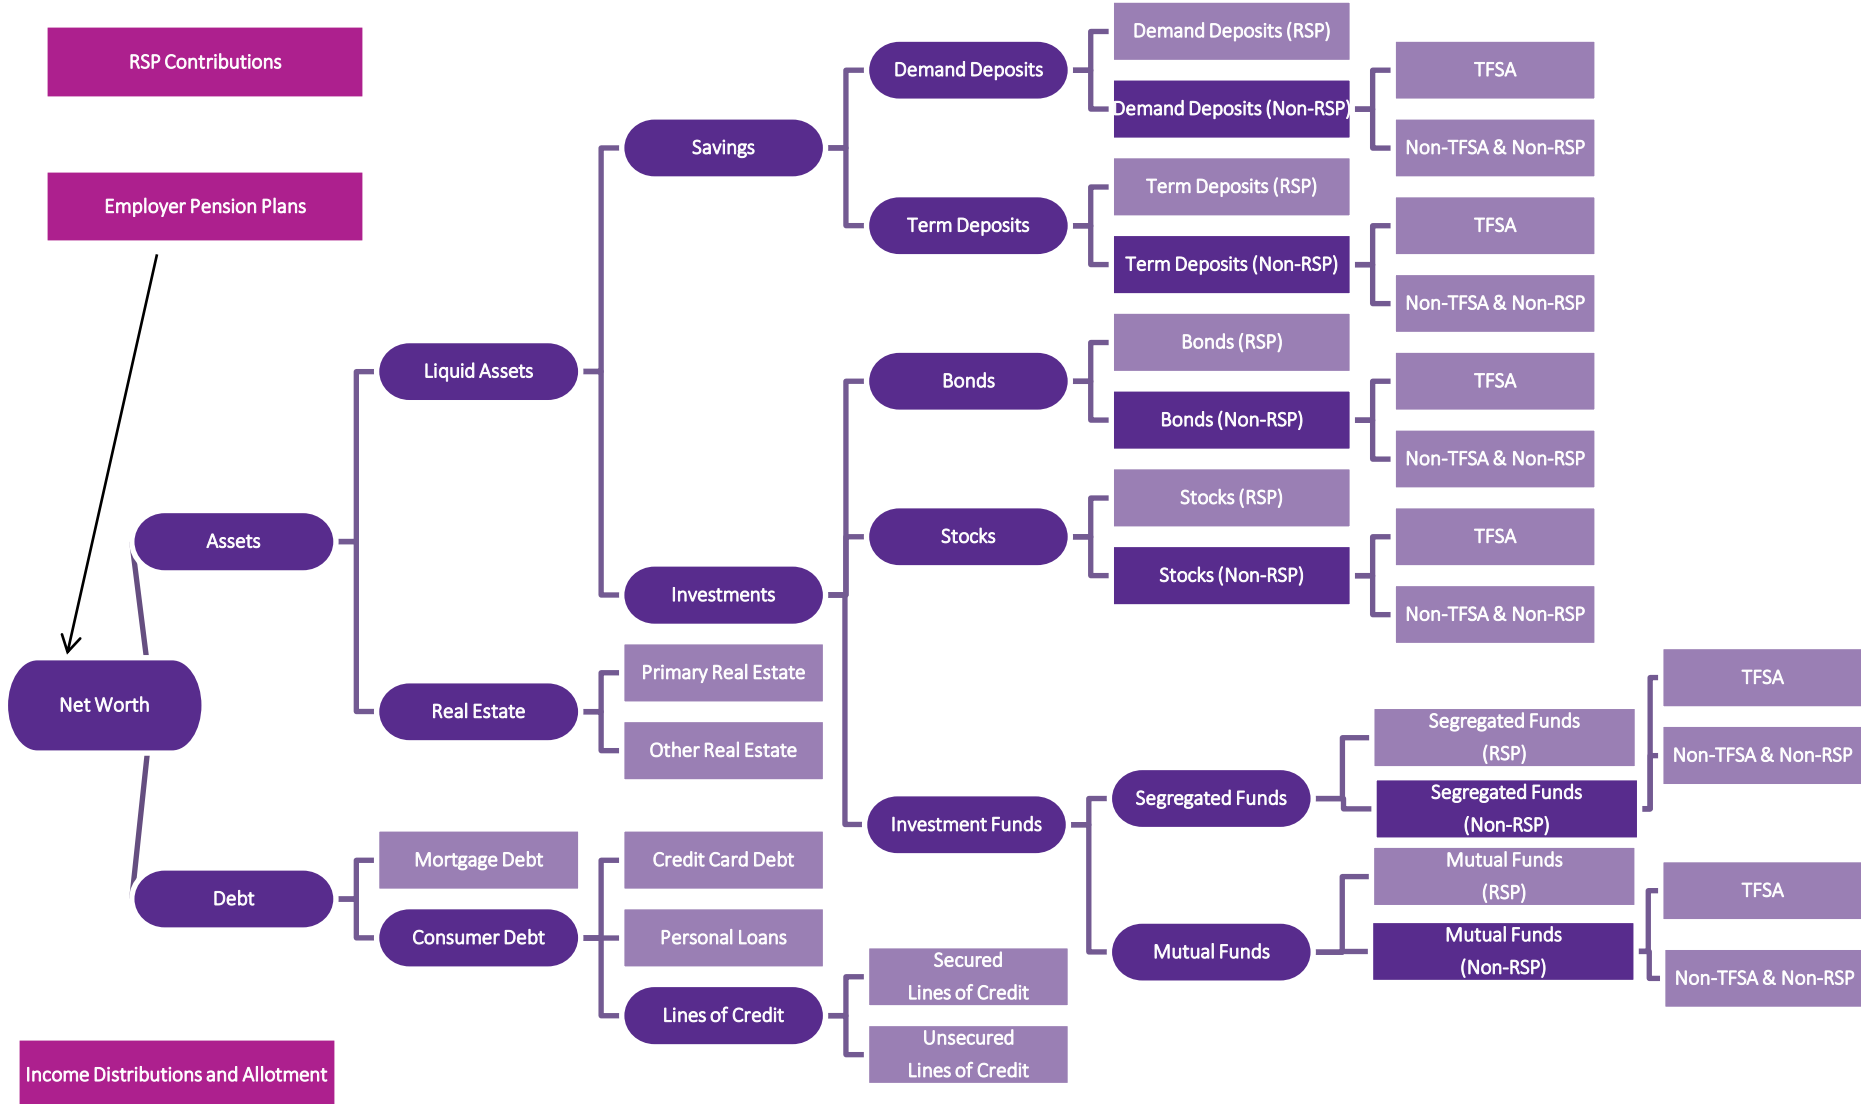 RSP Contributions
Employer Pension Plans
Net Worth
Assets
Debt
Liquid Assets
Real Estate
Mortgage Debt
Consumer Debt
Savings
Investments
Primary Real Estate
Other Real Estate
Credit Card Debt
Personal Loans
Lines of Credit
Demand Deposits
Term Deposits
Bonds
Stocks
Investment Funds
Secured
Lines of Credit
Unsecured
Lines of Credit
Demand Deposits (RSP)
Demand Deposits (Non-RSP)
Term Deposits (RSP)
Term Deposits (Non-RSP)
Bonds (RSP)
Bonds (Non-RSP)
Stocks (RSP)
Stocks (Non-RSP)
Segregated Funds
Mutual Funds
TFSA
Non-TFSA & Non-RSP
TFSA
Non-TFSA & Non-RSP
TFSA
Non-TFSA & Non-RSP
TFSA
Non-TFSA & Non-RSP
Segregated Funds
(RSP)
Segregated Funds
(Non-RSP)
Mutual Funds
(RSP)
Mutual Funds
(Non-RSP)
TFSA
Non-TFSA & Non-RSP
TFSA
Non-TFSA & Non-RSP
Income Distributions and Allotment